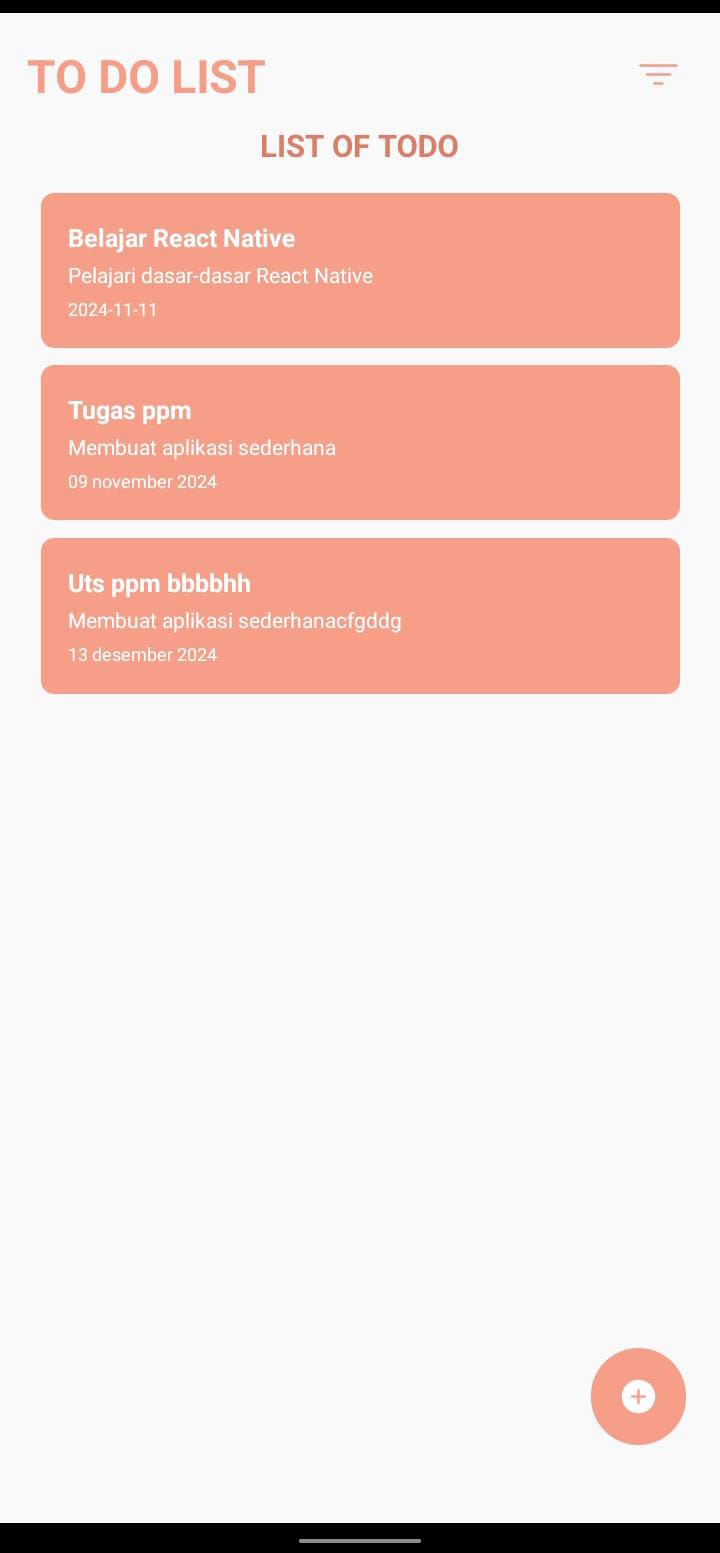 TO DO LIST
LIST OF TODO
Belajar React Native
Pelajari dasar-dasar React Native
2024-11-11
Tugas ppm
Membuat aplikasi sederhana
09 november 2024
Uts ppm bbbbhh
Membuat aplikasi sederhanacfgddg
13 desember 2024